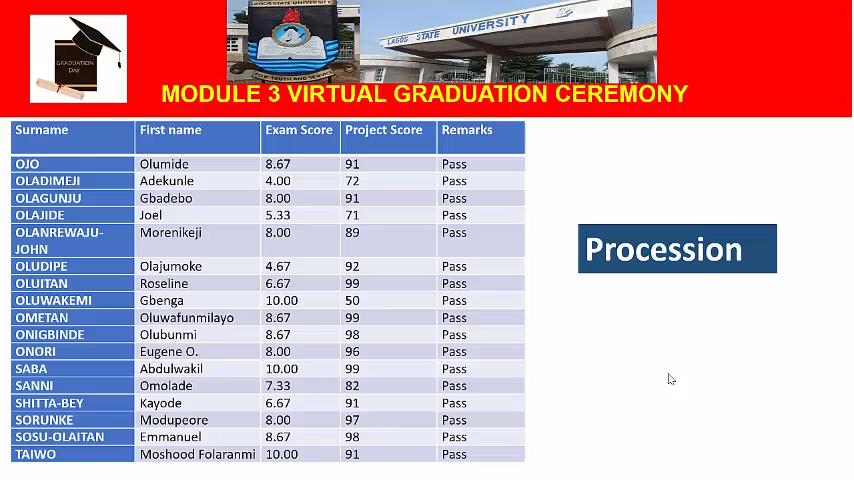 GRADUATION
DAY
LAGOS STATE UNIVERSITY
FOR TRUTH AND SERVICE
LAGOS STATE UNIVERSITY
MODULE 3 VIRTUAL GRADUATION CEREMONY
Surname First name Exam Score Project Score Remarks
OJO Olumide 8.67 91 Pass
OLADIMEJI Adekunle 4.00 72 Pass
OLAGUNJU Gbadebo 8.00 91 Pass
OLAJIDE Joel 5.33 71 Pass
OLANREWAJU- Morenikeji 8.00 89 Pass
JOHN
OLUDIPE Olajumoke 4.67 92 Pass
OLUITAN Roseline 6.67 99 Pass
OLUWAKEMI Gbenga 10.00 50 Pass
OMETAN Oluwafunmilayo 8.67 99 Pass
ONIGBINDE Olubunmi 8.67 98 Pass
ONORI Eugene O. 8.00 96 Pass
SABA Abdulwakil 10.00 99 Pass
SANNI Omolade 7.33 82 Pass
SHITTA-BEY Kayode 6.67 91 Pass
SORUNKE Modupeore 8.00 97 Pass
SOSU-OLAITAN Emmanuel 8.67 98 Pass
TAIWO Moshood Folaranmi 10.00 91 Pass
Procession